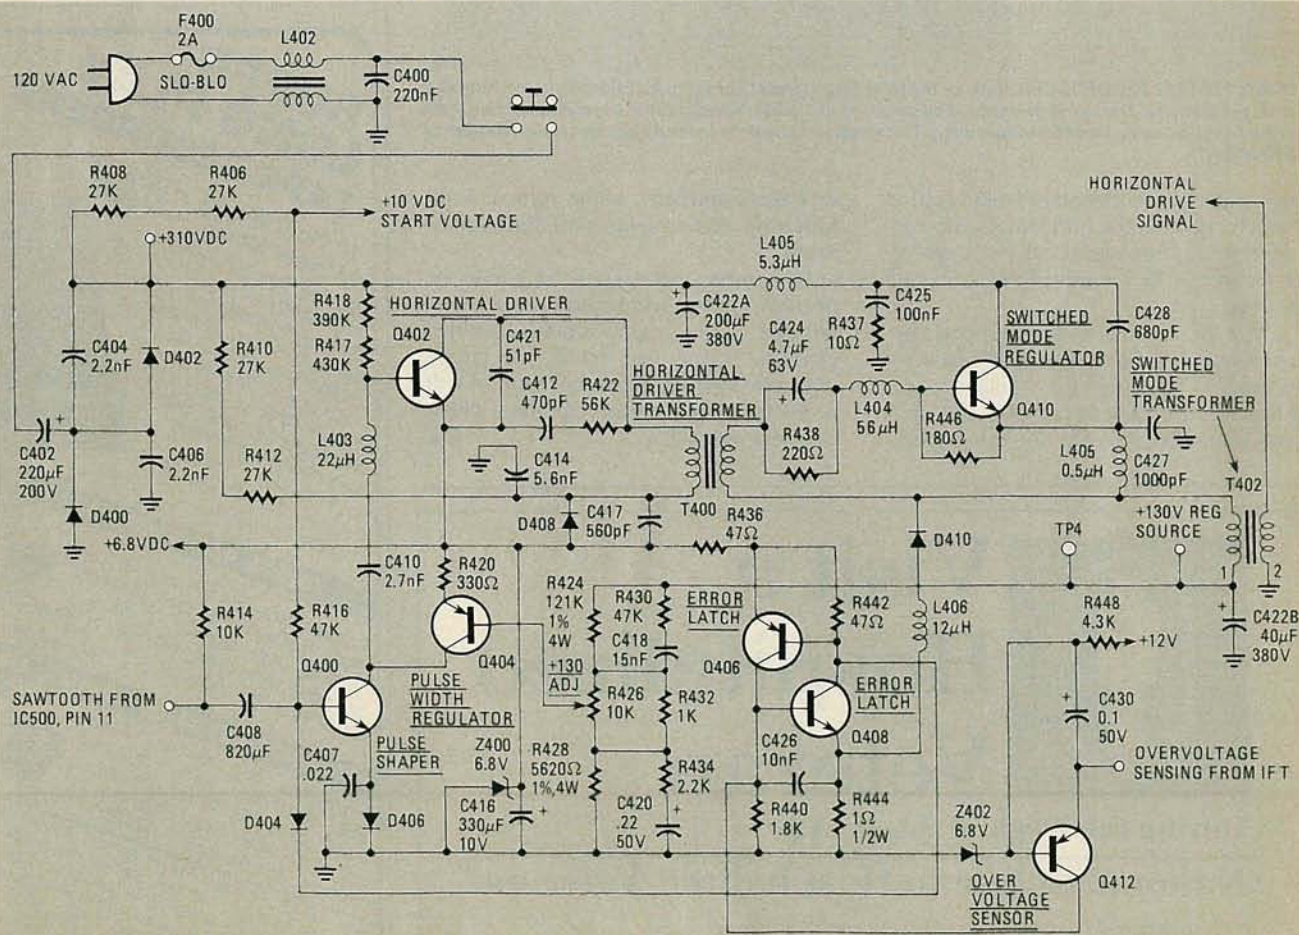 F400
2A
L402
120 VAC
SLO-BLO
C400
220nF
R408
27K
R406
27K
+10 VDC
START VOLTAGE
HORIZONTAL
DRIVE
SIGNAL
+310VDC
L405
5.3µH
R418
390K
HORIZONTAL DRIVER
C422A
200µF
380V
C425
100nF
C424
4.7µF
63V
R437
10Ω
SWITCHED
MODE
REGULATOR
C428
680pF
C404
2.2nF
D402
R410
27K
R417
430K
Q402
C421
51pF
C412
470pF
R422
56K
HORIZONTAL
DRIVER
TRANSFORMER
SWITCHED
MODE
TRANSFORMER
L404
56µH
Q410
R446
180Ω
C402
220µF
200V
C406
2.2nF
R412
27K
L403
22µH
C414
5.6nF
R438
220Ω
L405
0.5µH
C427
1000pF
T402
D400
D408
C417
560pF
T400
R436
47Ω
D410
TP4
+130V REG
SOURCE
1
2
+6.8VDC
C410
2.7nF
R420
330Ω
R424
121K
1%
4W
R430
47K
ERROR
LATCH
R442
47Ω
L406
12µH
R448
4.3K
+12V
C422B
40µF
380V
R414
10K
R416
47K
C418
15nF
Q406
Q400
Q404
+130
ADJ
ERROR
LATCH
SAWTOOTH FROM
IC500, PIN 11
PULSE
WIDTH
REGULATOR
R426
10K
R432
1K
Q408
C430
0.1
50V
C408
820µF
C407
.022
PULSE
SHAPER
Z400
6.8V
R428
5620Ω
1%,4W
C426
10nF
OVERVOLTAGE
SENSING FROM IFT
R434
2.2K
D404
D406
C416
330µF
10V
C420
.22
50V
R440
1.8K
R444
1Ω
1/2W
Z402
6.8V
OVER
VOLTAGE
SENSOR
Q412